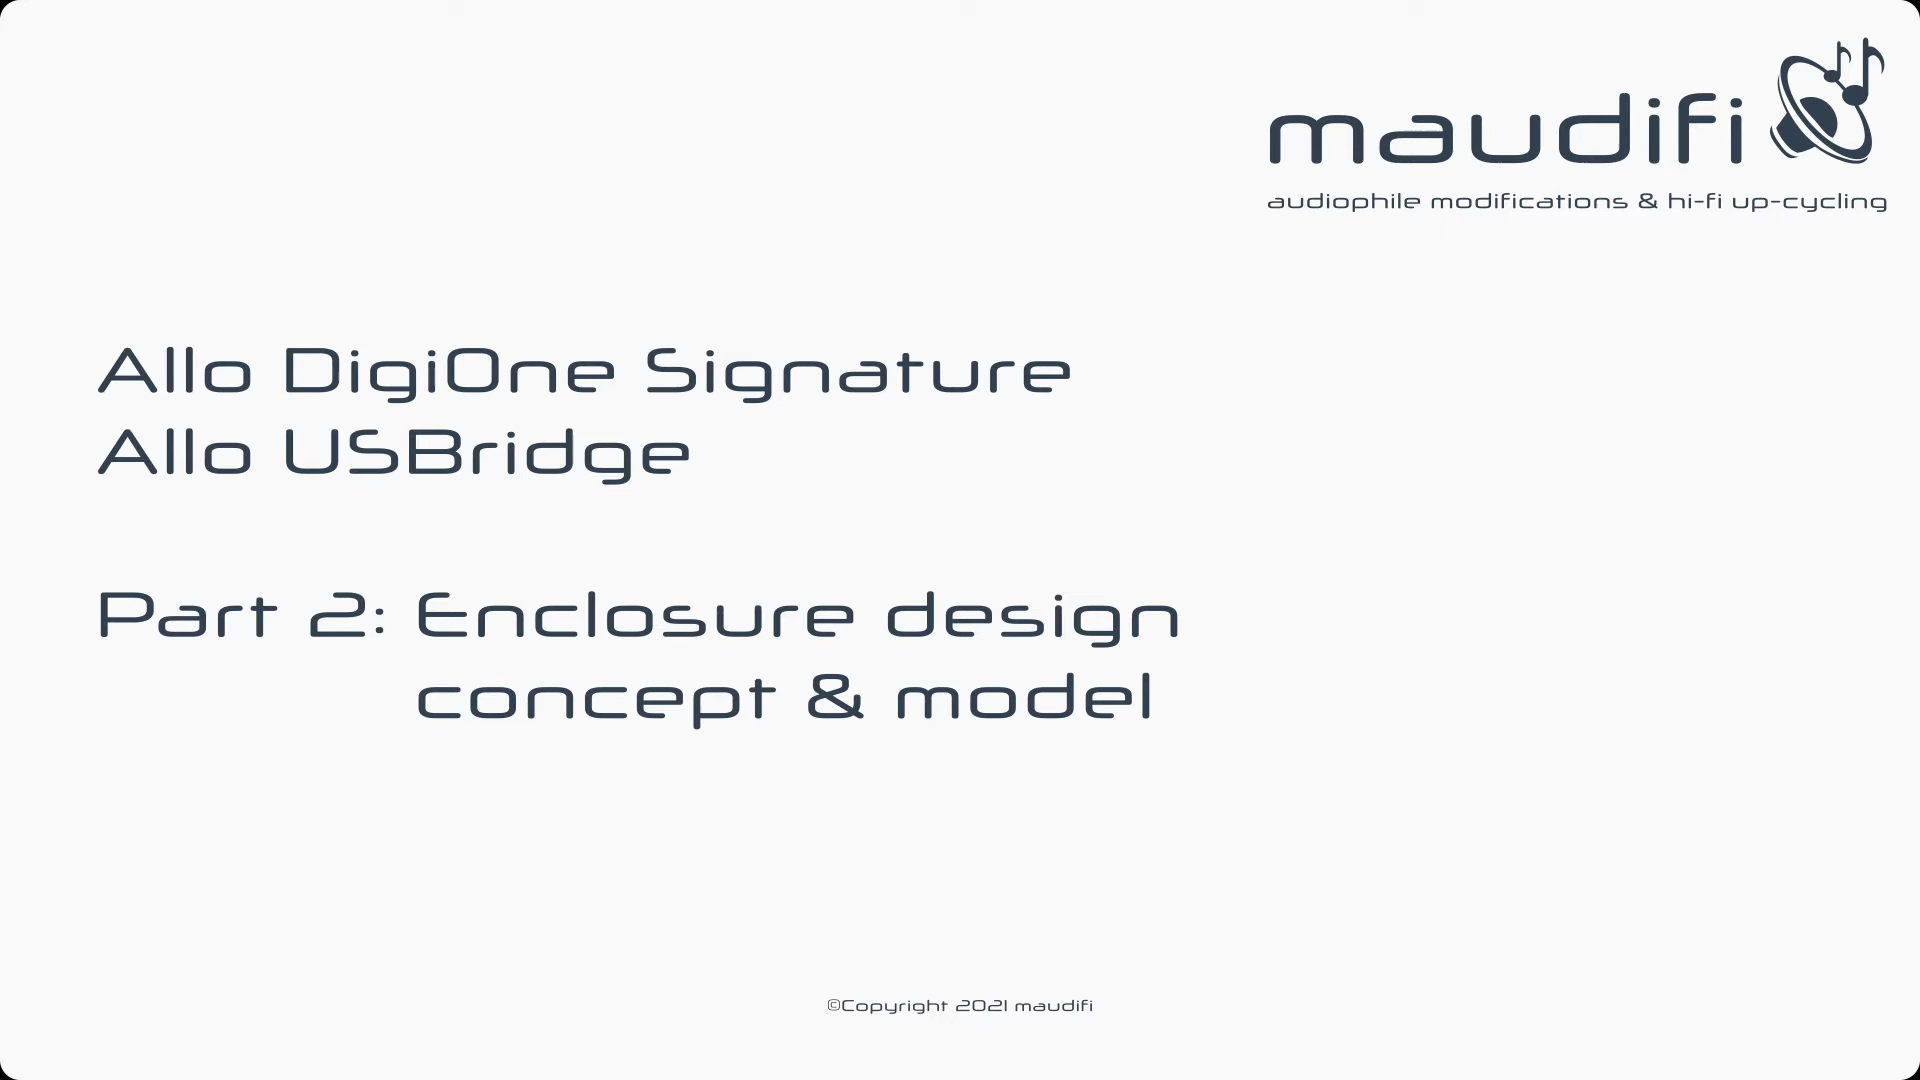 maudifi
audiophile modifications & hi-fi up-cycling
Allo DigiOne Signature
Allo USBridge
Part 2: Enclosure design
concept & model
©Copyright 2021 maudifi